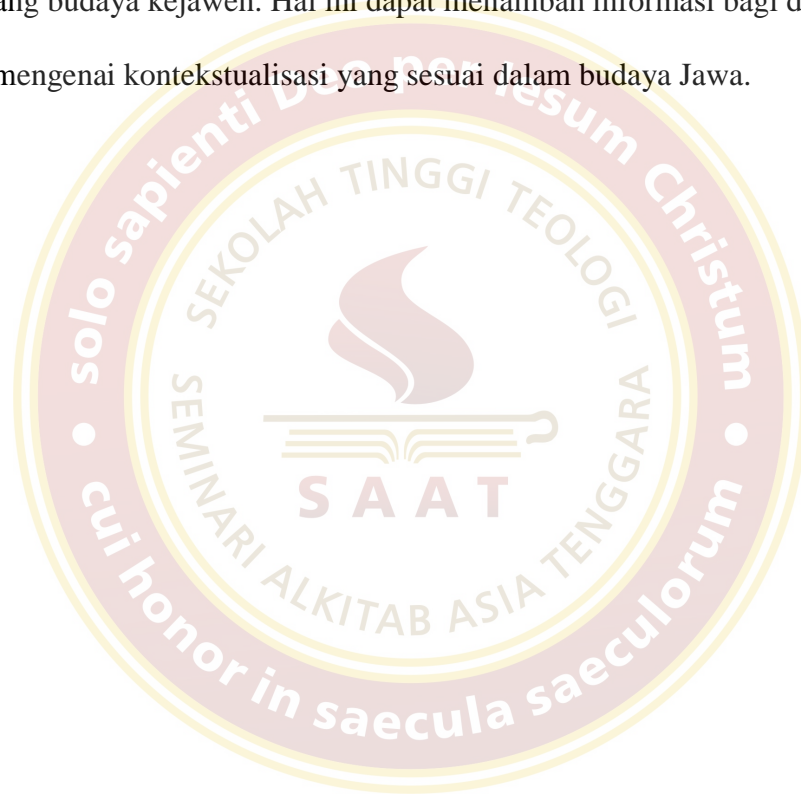 budaya kejawen. Hal ini dapat menambah informasi bagi
mengenai kontekstualisasi yang sesuai dalam budaya Jawa.
solo sapienti Deo per Iesum Christum
SEKOLAH TINGGI TEOLOGI
SEMINARI ALKITAB ASIA TENGGARA
SAAT
cui honor in saecula saeculorum